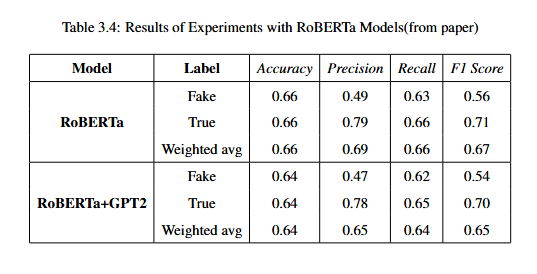 Table 3.4: Results of Experiments with RoBERTa Models(from paper)
Model Label Accuracy Precision Recall F1 Score
Fake 0.66 0.49 0.63 0.56
RoBERTa True 0.66 0.79 0.66 0.71
Weighted avg 0.66 0.69 0.66 0.67
Fake 0.64 0.47 0.62 0.54
RoBERTa+GPT2 True 0.64 0.78 0.65 0.70
Weighted avg 0.64 0.65 0.64 0.65